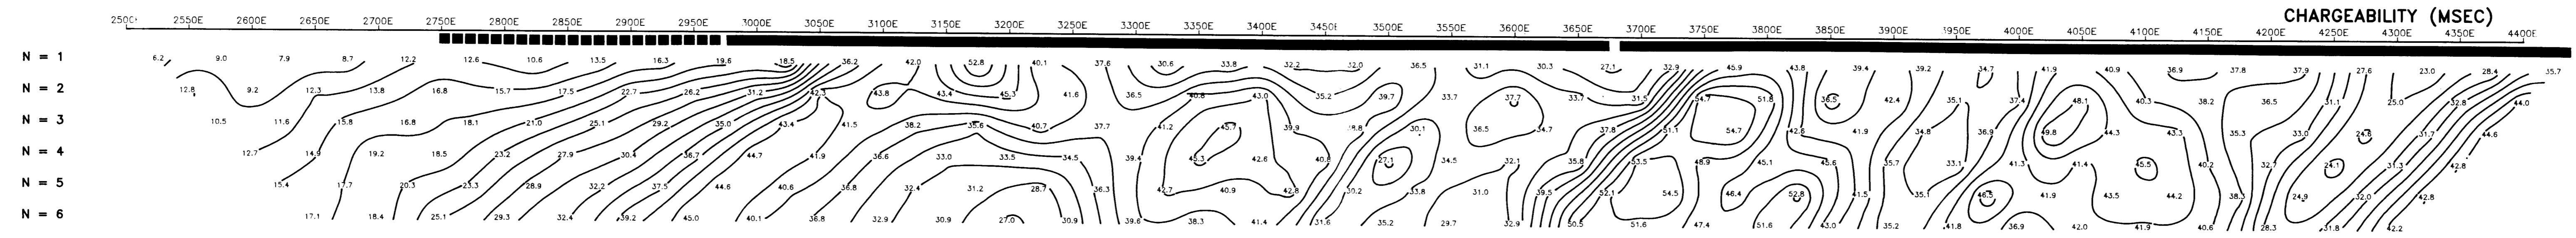 CHARGEABILITY (MSEC)
2550E 2600E 2650E 2700E 2750E 2800E 2850E 2900E 2950E 3000E 3050E 3100E 3150E 3200E 3250E 3300E 3350E 3400E 3450E 3500E 3550E 3600E 3650E 3700E 3750E 3800E 3850E 3900E 3950E 4000E 4050E 4100E 4150E 4200E 4250E 4300E 4350E 4400E
N = 1 6.2 9.0 7.9 8.7 12.2 12.6 10.6 13.5 16.3 19.6 18.5 36.2 42.0 52.8 40.1 37.6 30.6 33.8 32.2 32.0 36.5 31.1 30.3 27.1 32.9 45.9 43.8 39.4 39.2 34.7 41.9 40.9 36.9 37.8 37.9 27.6 23.0 28.4 35.7
N = 2 12.8 9.2 12.3 13.8 16.8 15.7 17.5 22.7 26.2 31.2 42.3 43.8 43.4 45.3 41.6 36.5 40.8 43.0 35.2 39.7 33.7 37.7 33.7 31.5 54.7 51.8 36.5 42.4 35.1 37.4 48.1 40.3 38.2 36.5 31.1 25.0 32.8 44.0
N = 3 10.5 11.6 15.8 16.8 18.1 21.0 25.1 29.2 35.0 43.4 41.5 38.2 35.6 40.7 37.7 41.2 45.7 39.9 38.8 30.1 36.5 34.7 37.8 51.1 54.7 42.6 41.9 34.8 36.9 49.8 44.3 43.3 35.3 33.0 24.6 31.7 44.6
N = 4 12.7 14.9 19.2 18.5 23.2 27.9 30.4 36.7 44.7 41.9 36.6 33.0 33.5 34.5 39.4 45.3 42.6 40.8 27.1 34.5 32.1 35.8 53.5 48.9 45.1 45.6 35.7 33.1 41.3 41.4 45.5 40.2 32.7 24.1 31.3 42.8
N = 5 15.4 17.7 20.3 23.3 28.9 32.2 37.5 44.6 40.6 36.8 32.4 31.2 28.7 36.3 42.7 40.9 42.8 30.2 33.8 31.0 39.5 52.1 54.5 46.4 52.8 41.5 35.1 46.5 41.9 43.5 44.2 38.3 24.9 32.0 42.8
N = 6 17.1 18.4 25.1 29.3 32.4 39.2 45.0 40.1 36.8 32.9 30.9 27.0 30.9 39.6 38.3 41.4 31.6 35.2 29.7 32.9 50.5 51.6 47.4 51.6 43.0 35.2 41.8 36.9 42.0 41.9 40.6 28.3 31.8 42.2